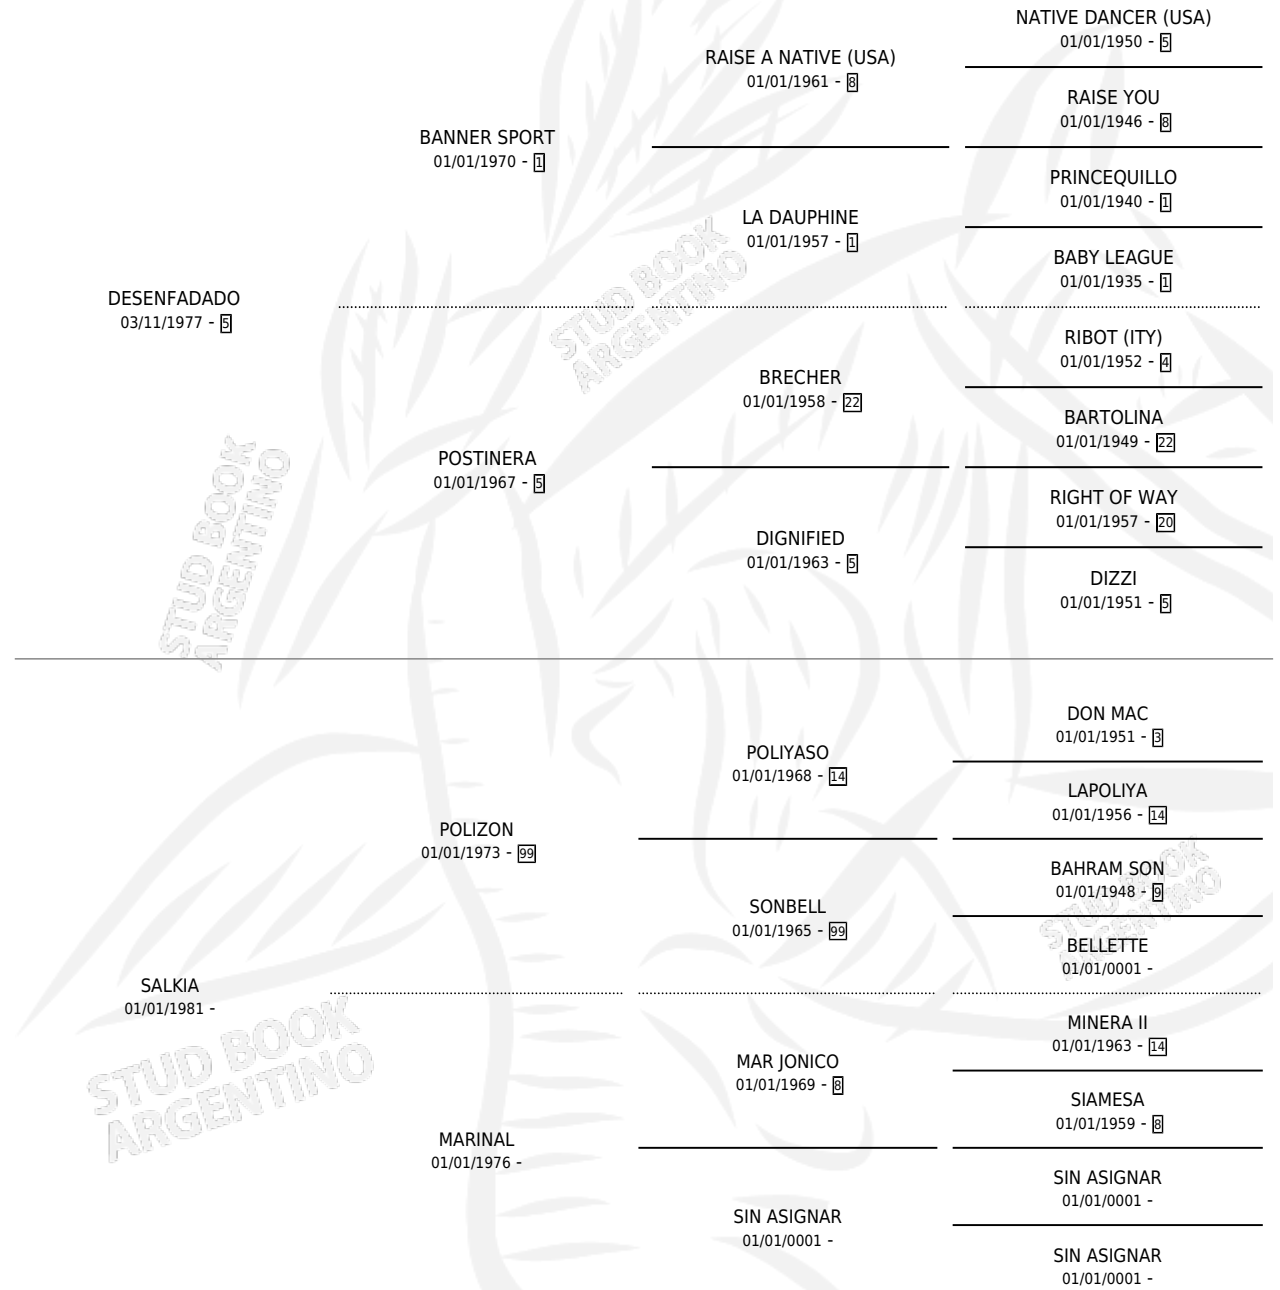 NATIVE DANCER (USA)
01/01/1950 - 5
RAISE A NATIVE (USA)
01/01/1961 - 8
RAISE YOU
01/01/1946 - 8
BANNER SPORT
01/01/1970 - 1
PRINCEQUILLO
01/01/1940 - 1
LA DAUPHINE
01/01/1957 - 1
BABY LEAGUE
01/01/1935 - 1
DESENFADADO
03/11/1977 - 5
RIBOT (ITY)
01/01/1952 - 4
BRECHER
01/01/1958 - 22
BARTOLINA
01/01/1949 - 22
POSTINERA
01/01/1967 - 5
RIGHT OF WAY
01/01/1957 - 20
DIGNIFIED
01/01/1963 - 5
DIZZI
01/01/1951 - 5
STUD BOOK
ARGENTINO
STUD BOOK
ARGENTINO
DON MAC
01/01/1951 - 3
POLIYASO
01/01/1968 - 14
LAPOLIYA
01/01/1956 - 14
POLIZON
01/01/1973 - 99
BAHRAM SON
01/01/1948 - 9
SONBELL
01/01/1965 - 99
BELLETTE
01/01/0001 -
SALKIA
01/01/1981 -
MINERA II
01/01/1963 - 14
MAR JONICO
01/01/1969 - 8
SIAMESA
01/01/1959 - 8
MARINAL
01/01/1976 -
SIN ASIGNAR
01/01/0001 -
SIN ASIGNAR
01/01/0001 -
SIN ASIGNAR
01/01/0001 -
STUD BOOK
ARGENTINO
STUD BOOK
ARGENTINO